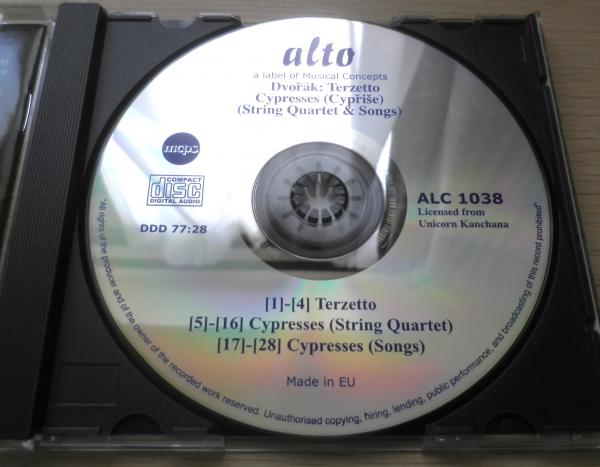 alto
a label of Musical Concepts
Dvořák: Terzetto
Cypresses (Cypřiše)
(String Quartet & Songs)
mcps
COMPACT
disc
DIGITAL AUDIO
DDD 77:28
ALC 1038
Licensed from
Unicorn Kanchana
[1]-[4] Terzetto
[5]-[16] Cypresses (String Quartet)
[17]-[28] Cypresses (Songs)
Made in EU
"All rights of the producer and of the owner of the recorded work reserved. Unauthorised copying, hiring, lending, public performance, and broadcasting of this record prohibited"